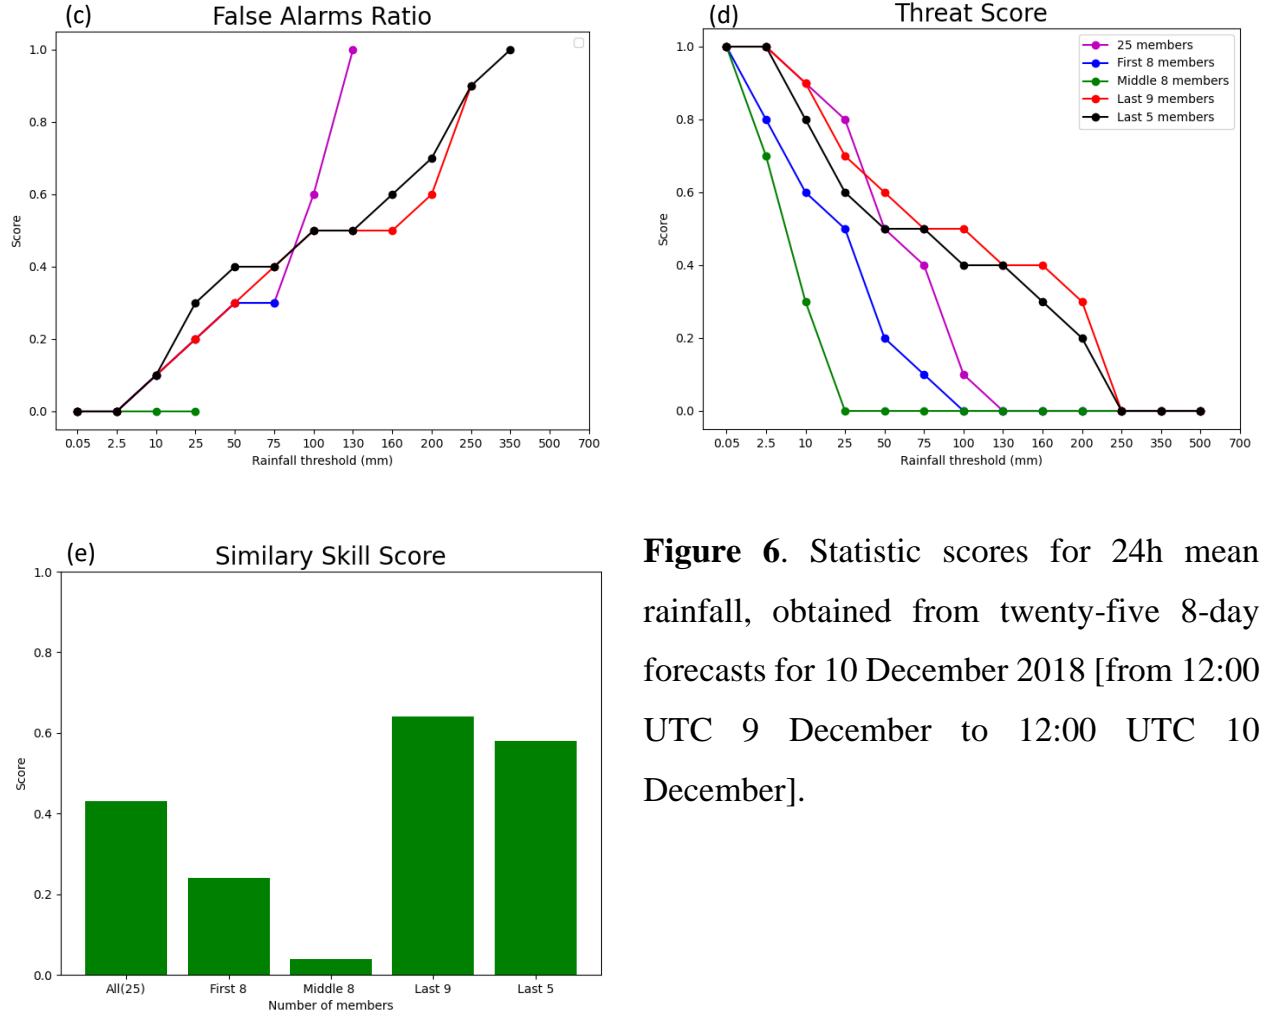 (c)
False Alarms Ratio
1.0
0.8
0.6
0.4
0.2
0.0
Score
0.05 2.5 10 25 50 75 100 130 160 200 250 350 500 700
Rainfall threshold (mm)
(d)
Threat Score
1.0
0.8
0.6
0.4
0.2
0.0
Score
25 members
First 8 members
Middle 8 members
Last 9 members
Last 5 members
0.05 2.5 10 25 50 75 100 130 160 200 250 350 500 700
Rainfall threshold (mm)
(e)
Similary Skill Score
1.0
0.8
0.6
0.4
0.2
0.0
Score
All(25) First 8 Middle 8 Last 9 Last 5
Number of members
Figure 6. Statistic scores for 24h mean
rainfall, obtained from twenty-five 8-day
forecasts for 10 December 2018 [from 12:00
UTC 9 December to 12:00 UTC 10
December].